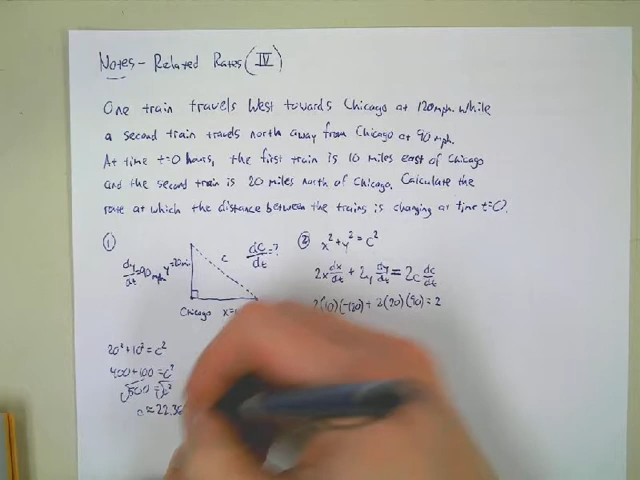 Notes - Related Rates (IV)
One train travels West towards Chicago at 120mph while
a second train travels north away from Chicago at 90 mph.
At time t=0 hours, the first train is 10 miles east of Chicago
and the second train is 20 miles north of Chicago. Calculate the
rate at which the distance between the trains is changing at time t=0.
①
dy/dt = 90 mph y=20mi
c
dc/dt = ?
Chicago x=
20² + 10² = c²
400 + 100 = c²
√500 = √c²
c ≈ 22.36
② x² + y² = c²
2x dx/dt + 2y dy/dt = 2c dc/dt
2(10)(-120) + 2(20)(90) = 2